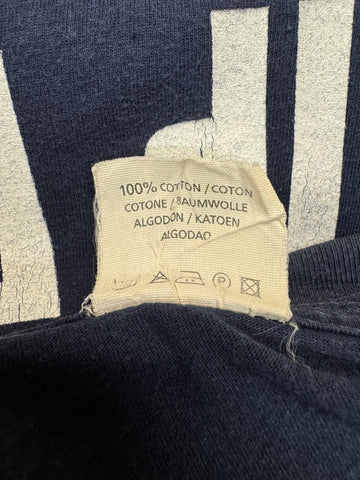 100% COTTON / COTON
COTONE / BAUMWOLLE
ALGODON / KATOEN
ALGODAO
P